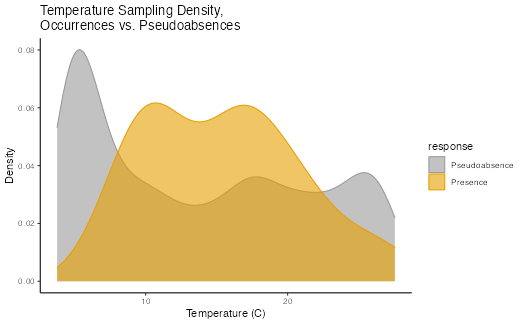 Temperature Sampling Density,
Occurrences vs. Pseudoabsences
0.08
0.06
0.04
0.02
0.00
Density
10
20
Temperature (C)
response
Pseudoabsence
Presence